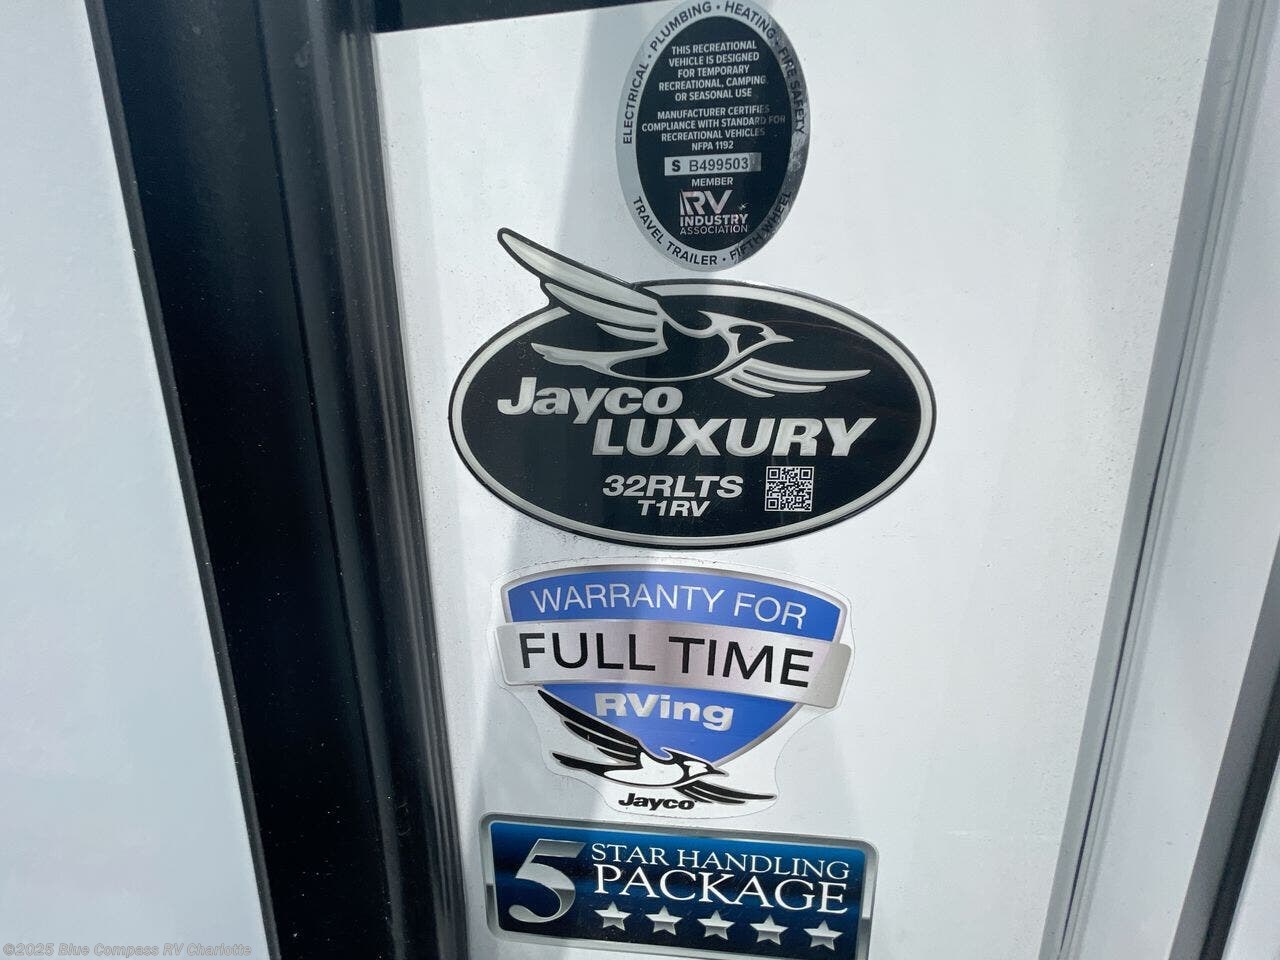 ELECTRICAL • PLUMBING • HEATING • FIRE SAFETY
THIS RECREATIONAL
VEHICLE IS DESIGNED
FOR TEMPORARY
RECREATIONAL, CAMPING,
OR SEASONAL USE
MANUFACTURER CERTIFIES
COMPLIANCE WITH STANDARD FOR
RECREATIONAL VEHICLES
NFPA 1192
S B499503
MEMBER
RV
INDUSTRY
ASSOCIATION
TRAVEL TRAILER • FIFTH WHEEL
Jayco
LUXURY
32RLTS
T1RV
WARRANTY FOR
FULL TIME
RVing
Jayco
5 STAR HANDLING
PACKAGE
©2025 Blue Compass RV Charlotte